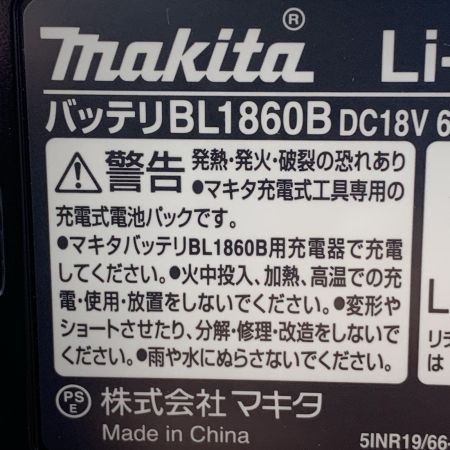 makita® Li-
バッテリBL1860B DC18V 6
警告 発熱・発火・破裂の恐れあり
●マキタ充電式工具専用の
充電式電池パックです。
●マキタバッテリBL1860B用充電器で充電
してください。●火中投入、加熱、高温での充
電・使用・放置をしないでください。●変形や
ショートさせたり、分解・修理・改造をしないで
ください。●雨や水にぬらさないでください。
L
リチ
は
PSE 株式会社マキタ
Made in China 5INR19/66-